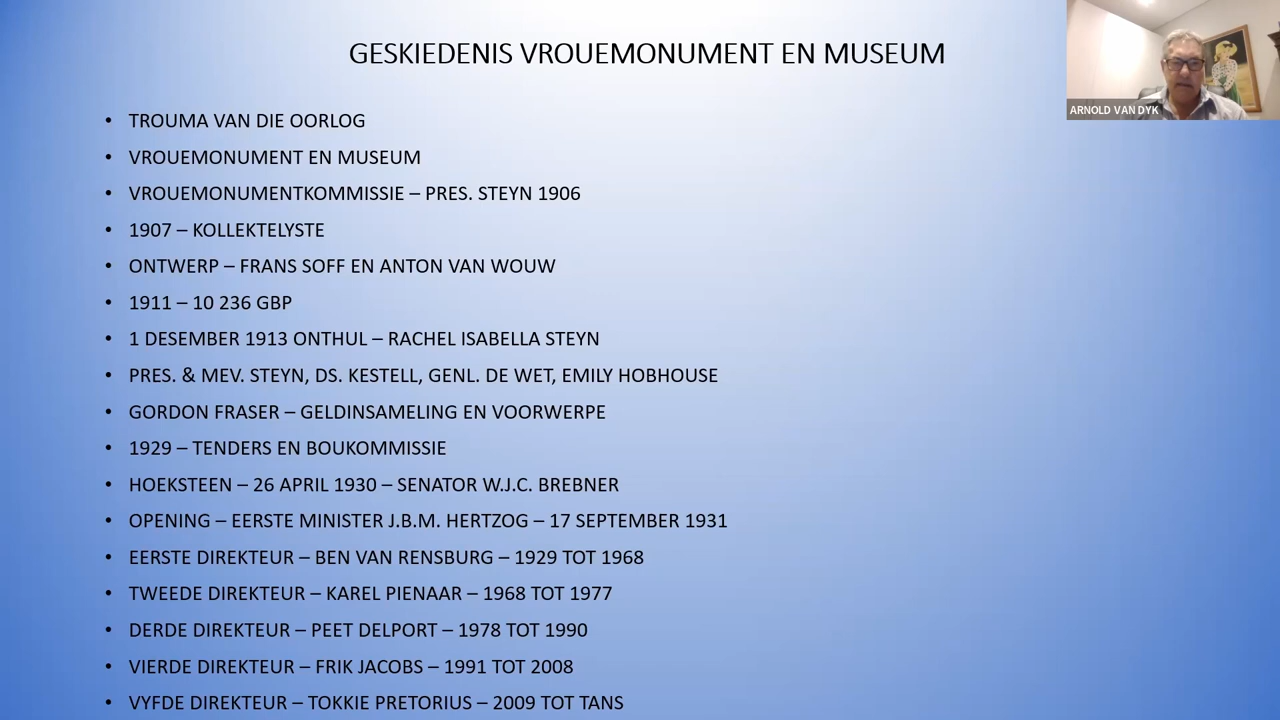 GESKIEDENIS VROUEMONUMENT EN MUSEUM
ARNOLD VAN DYK
• TROUMA VAN DIE OORLOG
• VROUEMONUMENT EN MUSEUM
• VROUEMONUMENTKOMMISSIE – PRES. STEYN 1906
• 1907 – KOLLEKTELYSTE
• ONTWERP – FRANS SOFF EN ANTON VAN WOUW
• 1911 – 10 236 GBP
• 1 DESEMBER 1913 ONTHUL – RACHEL ISABELLA STEYN
• PRES. & MEV. STEYN, DS. KESTELL, GENL. DE WET, EMILY HOBHOUSE
• GORDON FRASER – GELDINSAMELING EN VOORWERPE
• 1929 – TENDERS EN BOUKOMMISSIE
• HOEKSTEEN – 26 APRIL 1930 – SENATOR W.J.C. BREBNER
• OPENING – EERSTE MINISTER J.B.M. HERTZOG – 17 SEPTEMBER 1931
• EERSTE DIREKTEUR – BEN VAN RENSBURG – 1929 TOT 1968
• TWEEDE DIREKTEUR – KAREL PIENAAR – 1968 TOT 1977
• DERDE DIREKTEUR – PEET DELPORT – 1978 TOT 1990
• VIERDE DIREKTEUR – FRIK JACOBS – 1991 TOT 2008
• VYFDE DIREKTEUR – TOKKIE PRETORIUS – 2009 TOT TANS